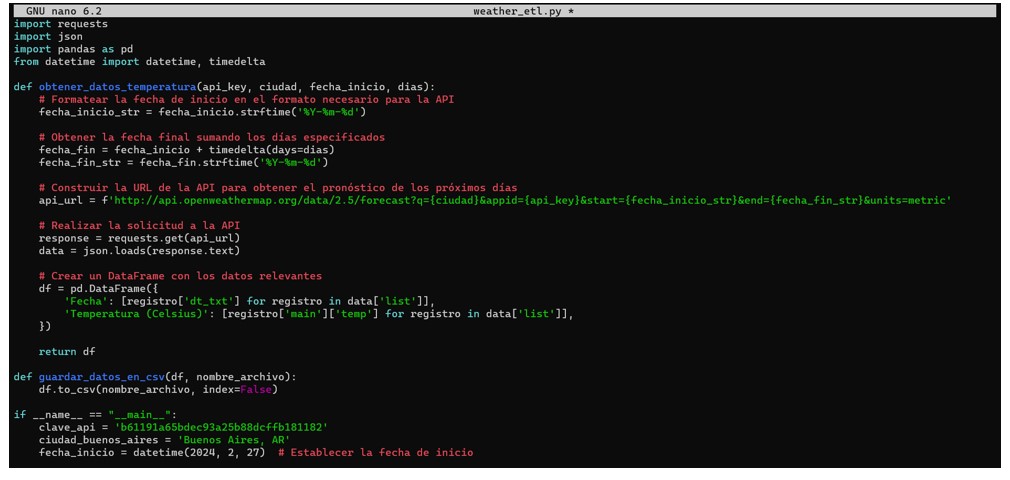 GNU nano 6.2 weather_etl.py *
import requests
import json
import pandas as pd
from datetime import datetime, timedelta
def obtener_datos_temperatura(api_key, ciudad, fecha_inicio, dias):
# Formatear la fecha de inicio en el formato necesario para la API
fecha_inicio_str = fecha_inicio.strftime('%Y-%m-%d')
# Obtener la fecha final sumando los días especificados
fecha_fin = fecha_inicio + timedelta(days=dias)
fecha_fin_str = fecha_fin.strftime('%Y-%m-%d')
# Construir la URL de la API para obtener el pronóstico de los próximos días
api_url = f'http://api.openweathermap.org/data/2.5/forecast?q={ciudad}&appid={api_key}&start={fecha_inicio_str}&end={fecha_fin_str}&units=metric'
# Realizar la solicitud a la API
response = requests.get(api_url)
data = json.loads(response.text)
# Crear un DataFrame con los datos relevantes
df = pd.DataFrame({
'Fecha': [registro['dt_txt'] for registro in data['list']],
'Temperatura (Celsius)': [registro['main']['temp'] for registro in data['list']],
})
return df
def guardar_datos_en_csv(df, nombre_archivo):
df.to_csv(nombre_archivo, index=False)
if __name__ == "__main__":
clave_api = 'b61191a65bdec93a25b88dcffb181182'
ciudad_buenos_aires = 'Buenos Aires, AR'
fecha_inicio = datetime(2024, 2, 27)  # Establecer la fecha de inicio